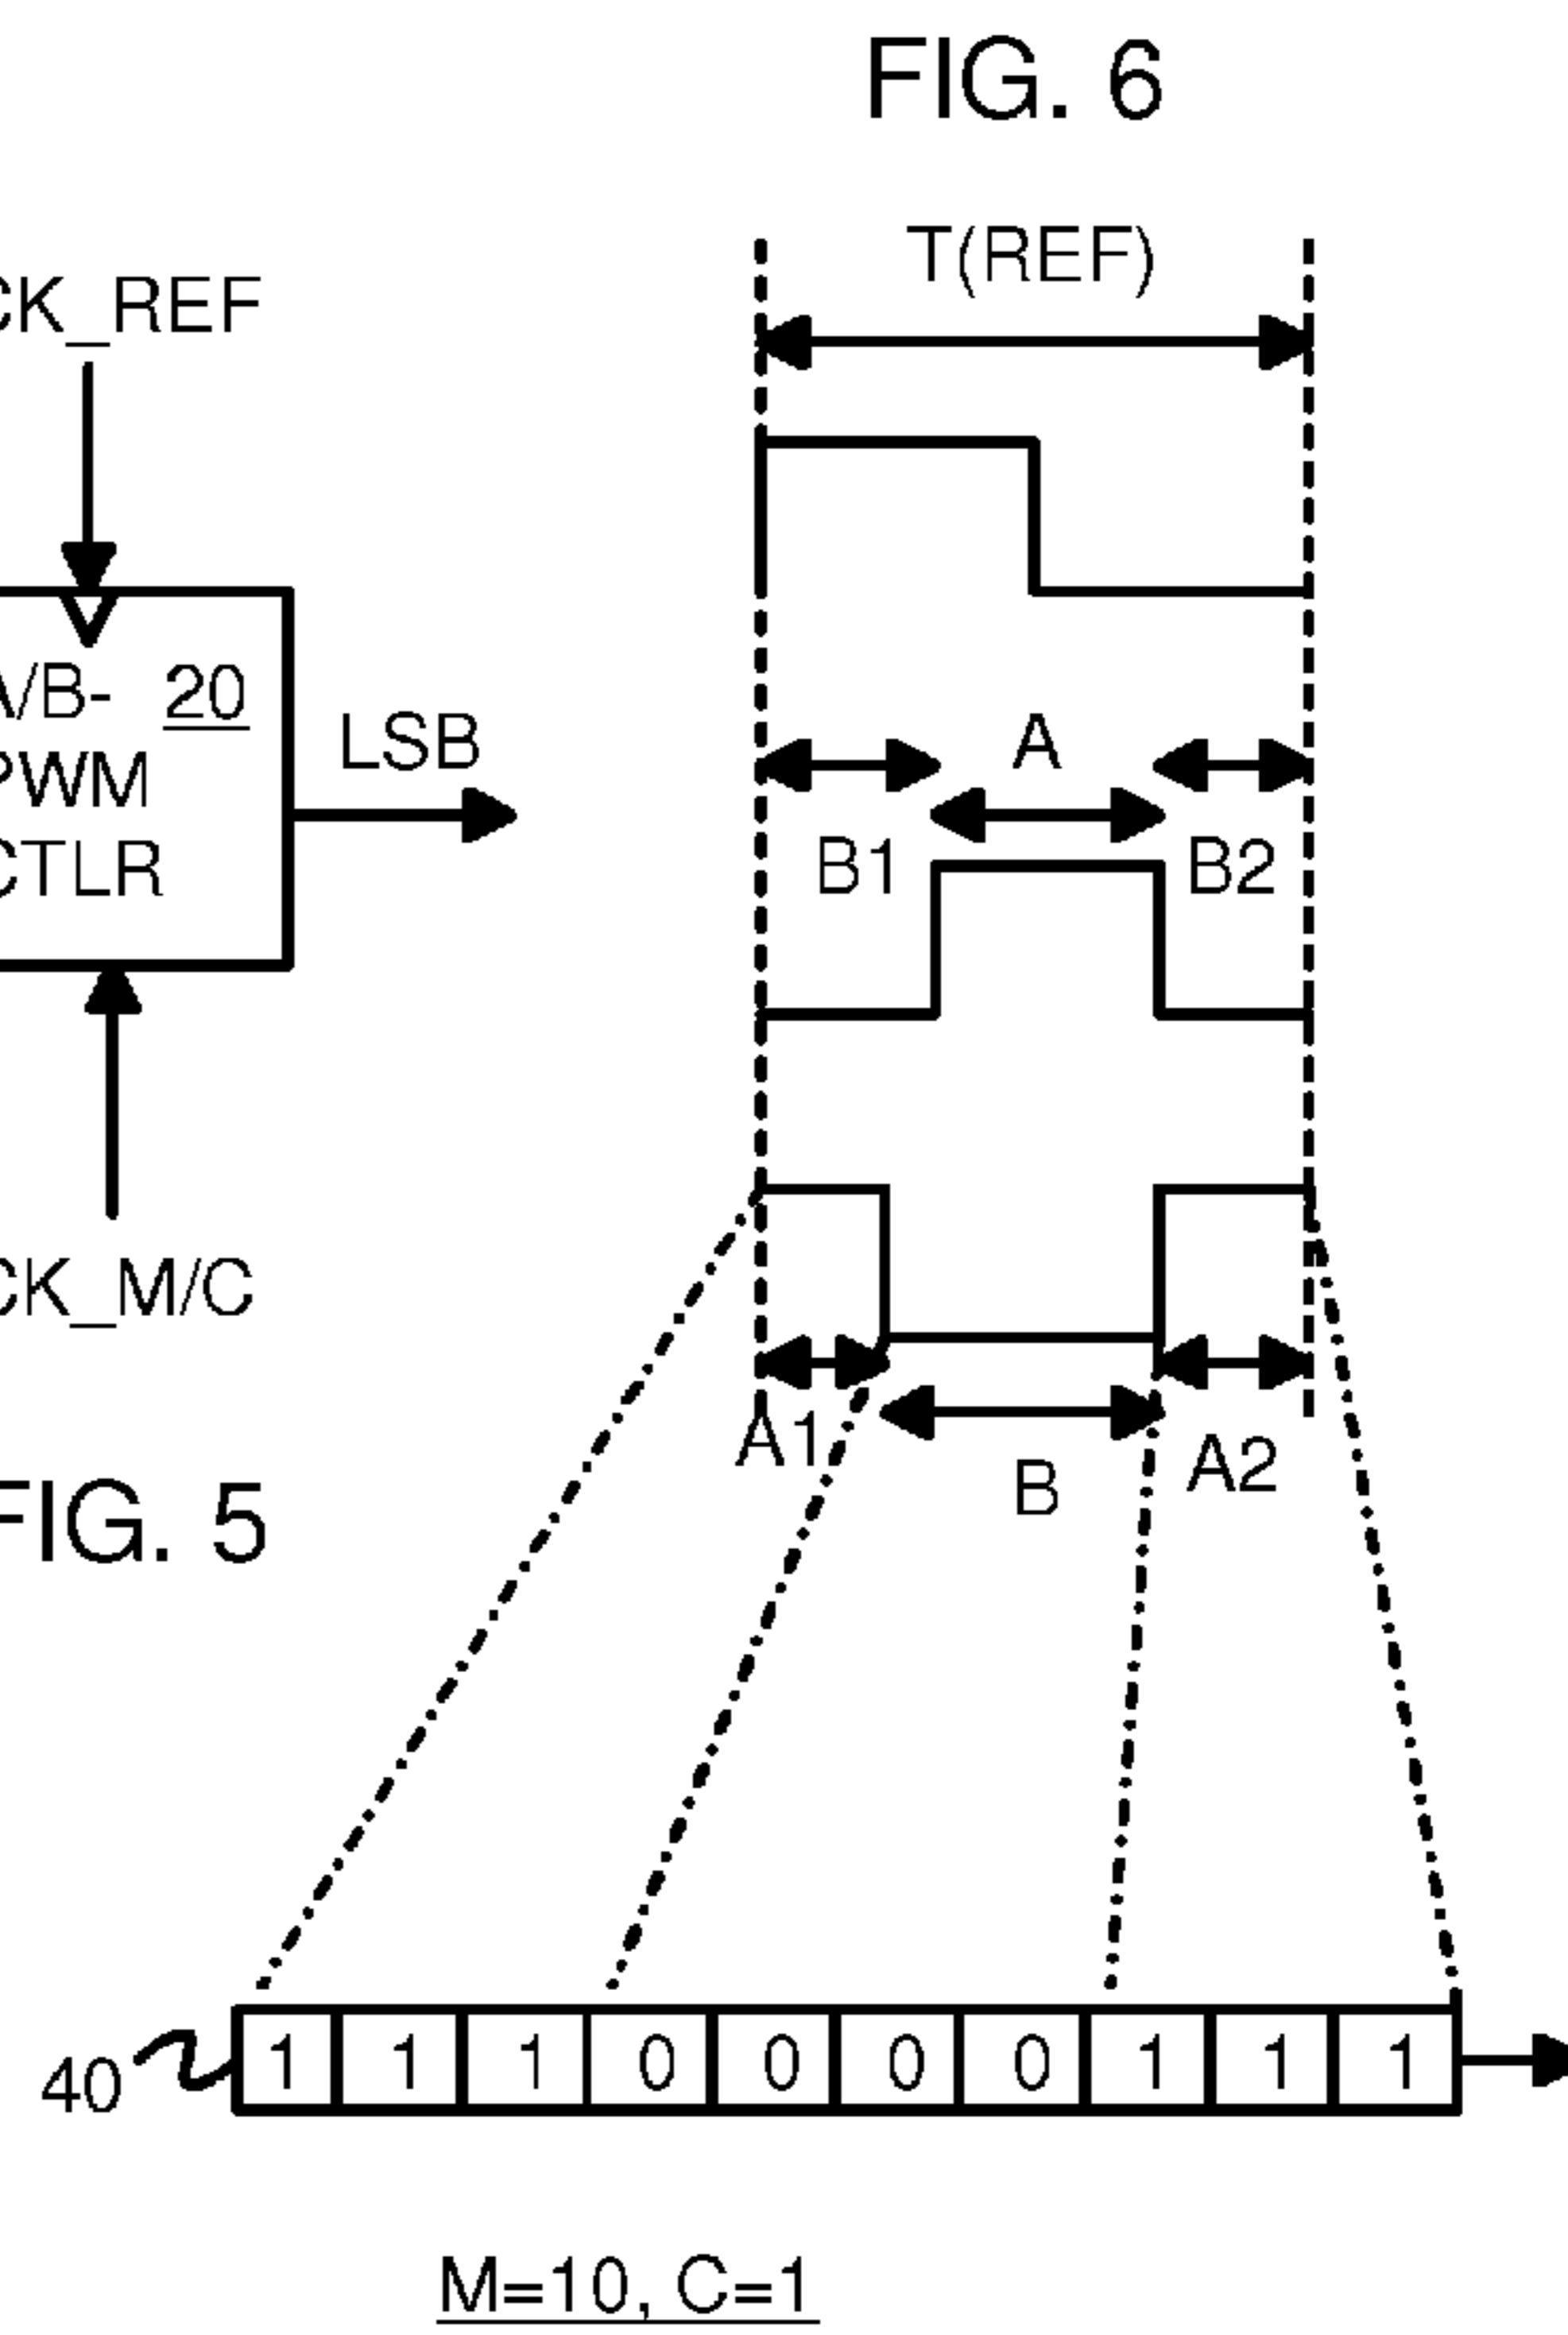 FIG. 6
T(REF)
CK_REF
A/B- 20
PWM
CTLR
LSB
A
B1
B2
CK_M/C
A1
B
A2
FIG. 5
40
1 1 1 0 0 0 0 1 1 1
M=10, C=1